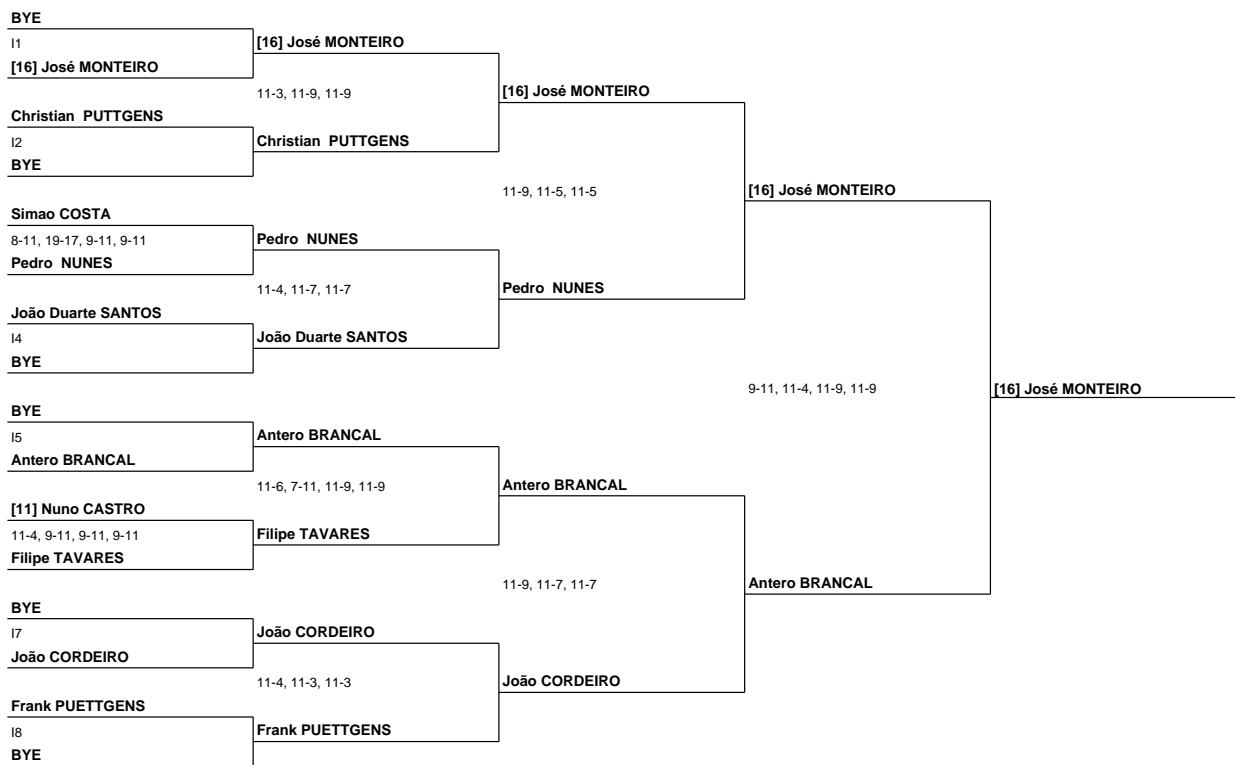 BYE
I1
[16] José MONTEIRO
[16] José MONTEIRO
11-3, 11-9, 11-9
[16] José MONTEIRO
Christian  PUTTGENS
I2
Christian  PUTTGENS
BYE
11-9, 11-5, 11-5
[16] José MONTEIRO
Simao COSTA
8-11, 19-17, 9-11, 9-11
Pedro  NUNES
Pedro  NUNES
11-4, 11-7, 11-7
Pedro  NUNES
João Duarte SANTOS
I4
João Duarte SANTOS
BYE
9-11, 11-4, 11-9, 11-9
[16] José MONTEIRO
BYE
I5
Antero BRANCAL
Antero BRANCAL
11-6, 7-11, 11-9, 11-9
Antero BRANCAL
[11] Nuno CASTRO
11-4, 9-11, 9-11, 9-11
Filipe TAVARES
Filipe TAVARES
11-9, 11-7, 11-7
Antero BRANCAL
BYE
I7
João CORDEIRO
João CORDEIRO
11-4, 11-3, 11-3
João CORDEIRO
Frank PUETTGENS
I8
Frank PUETTGENS
BYE